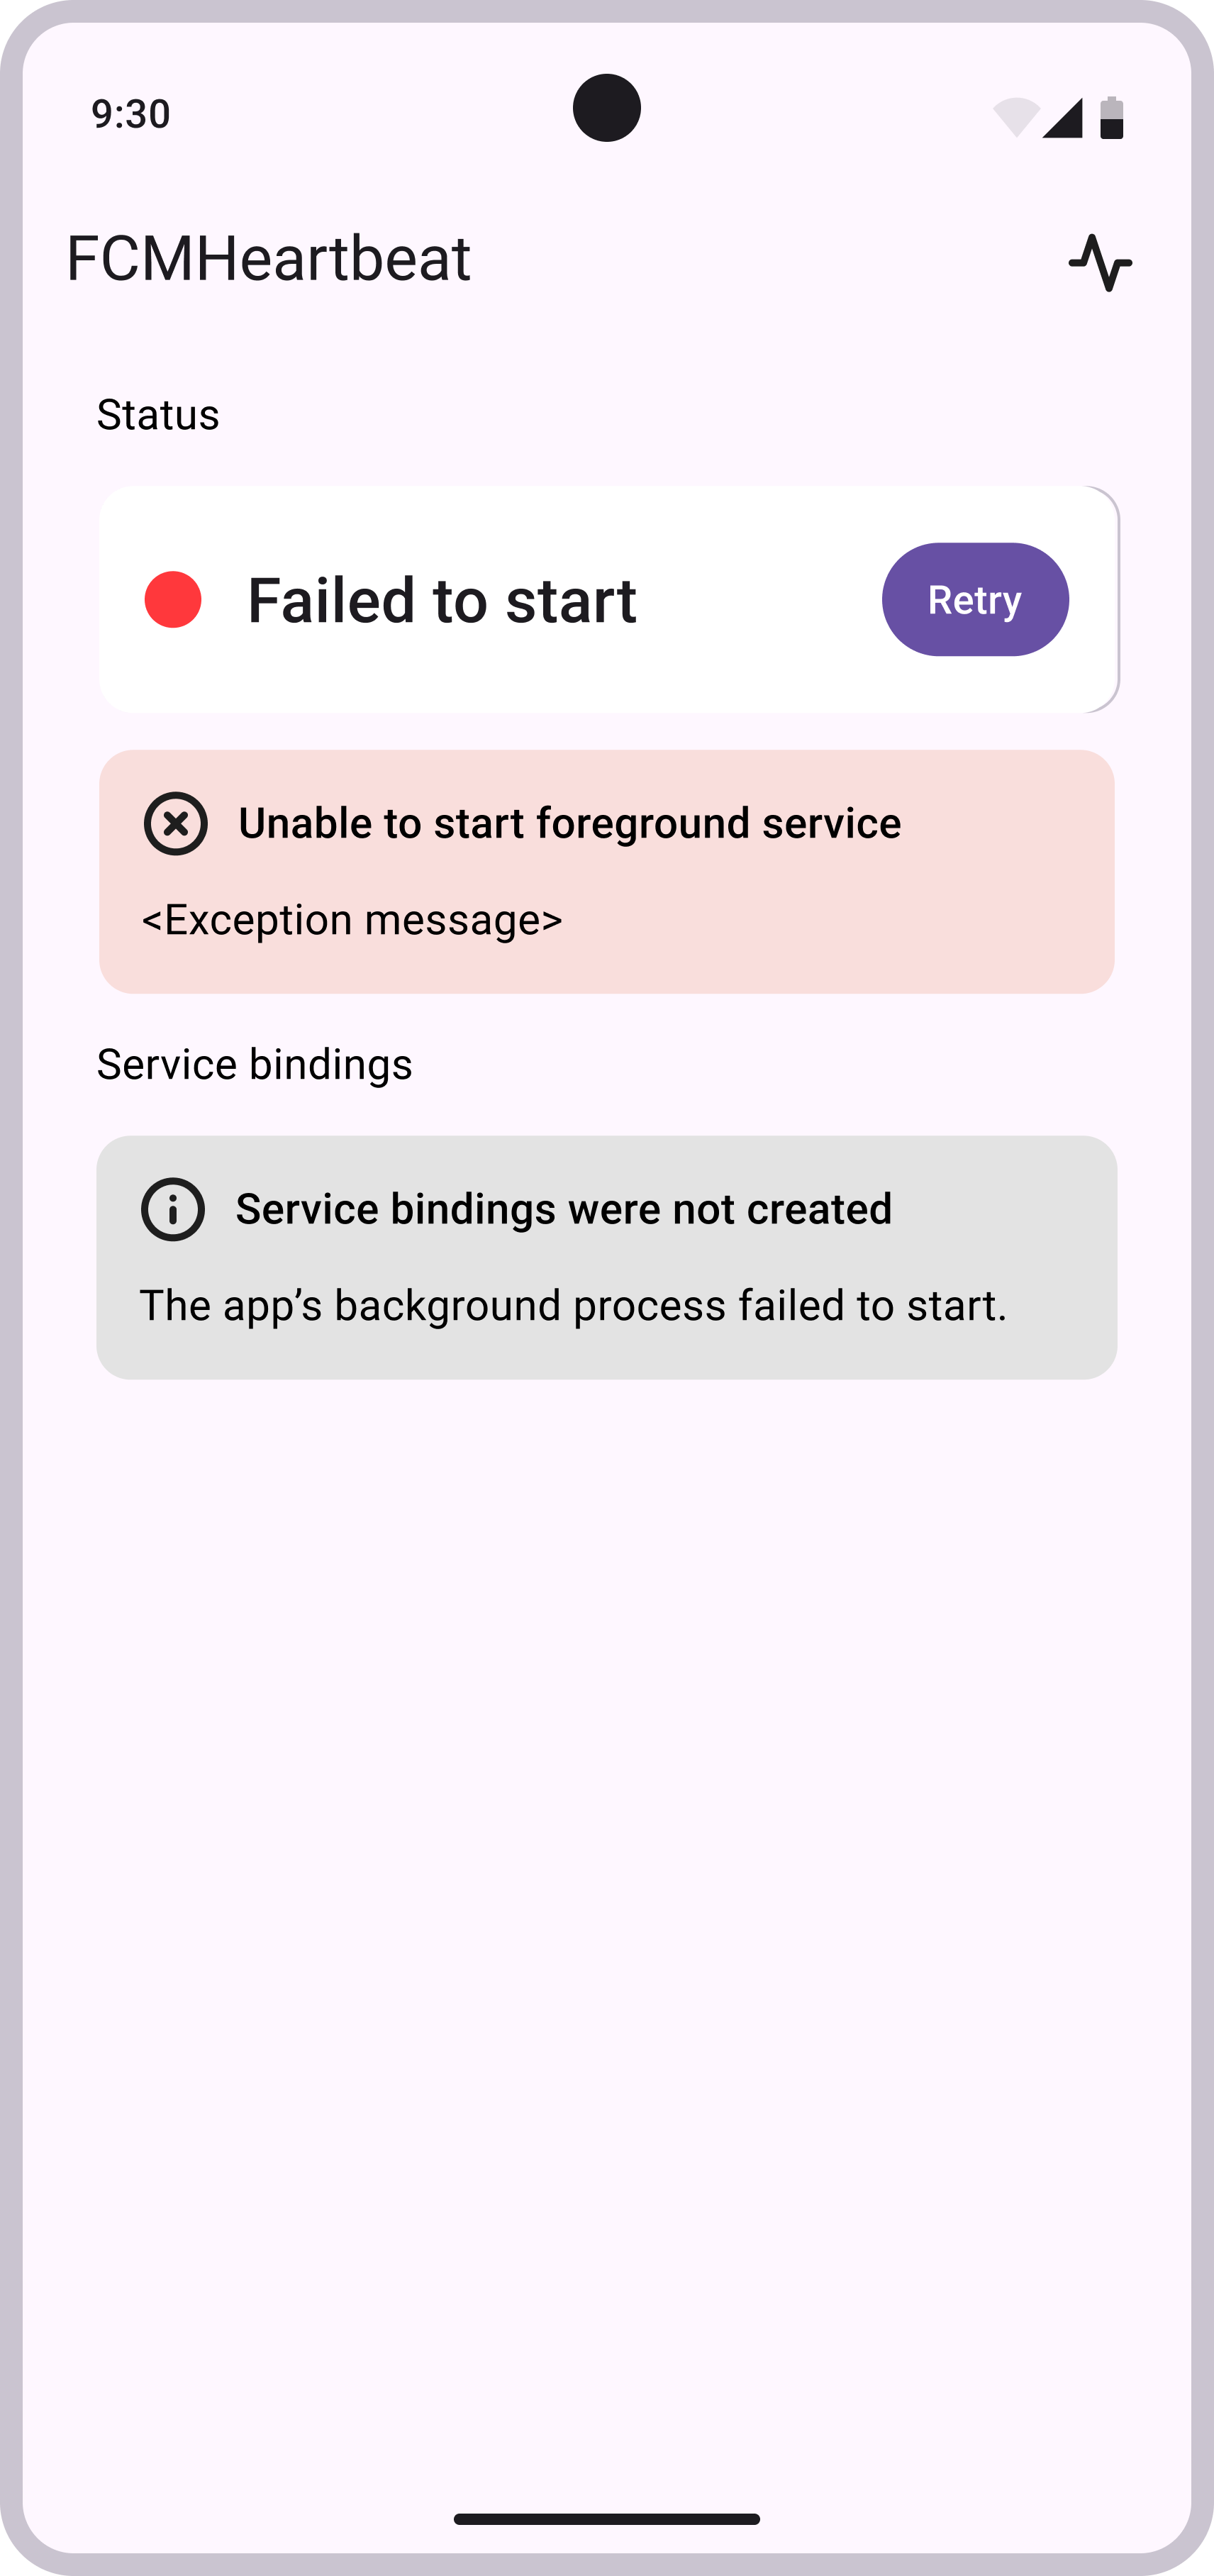 9:30
FCMHeartbeat
Status
Failed to start
Retry
Unable to start foreground service
<Exception message>
Service bindings
Service bindings were not created
The app’s background process failed to start.